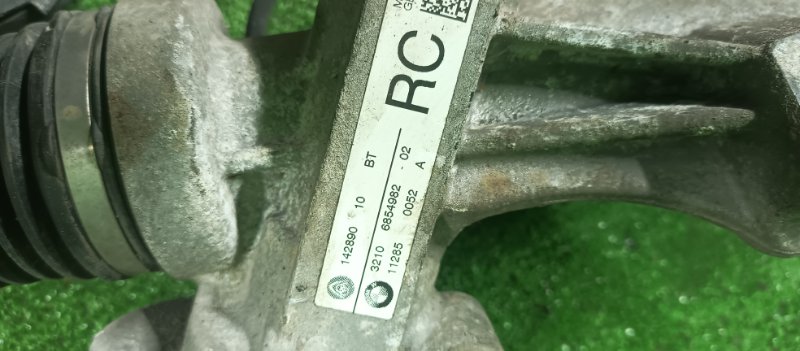 RC
142890 10 BT
3210 6854982 - 02
11285 0052 A